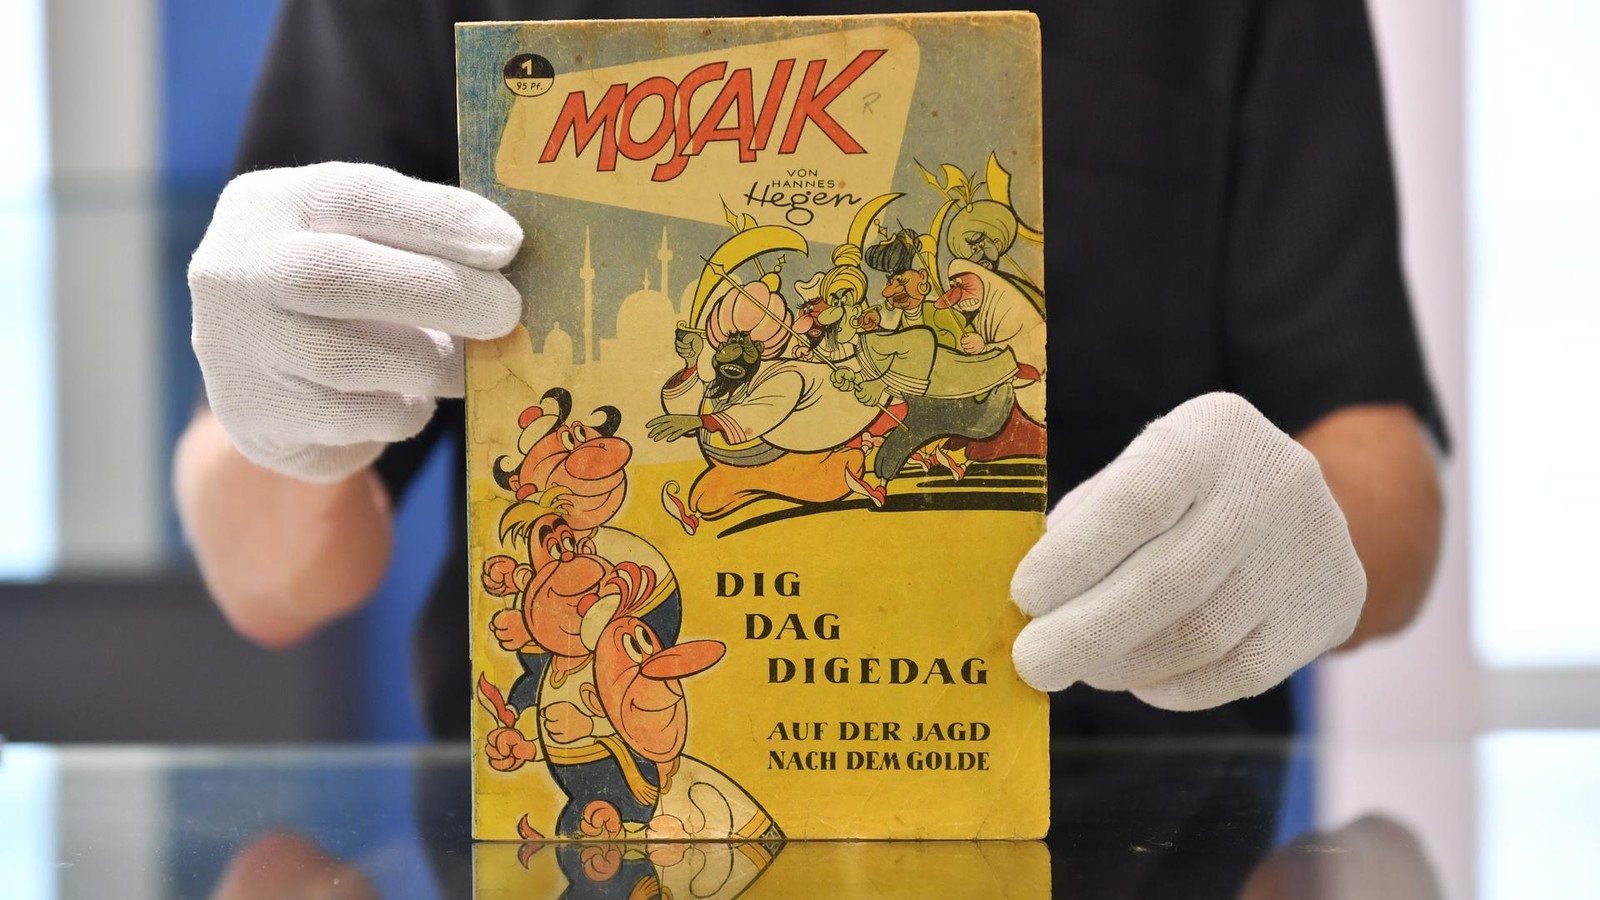 1
95 Pf.
MOSAIK
R
VON
HANNES
Hegen
DIG
DAG
DIGEDAG
AUF DER JAGD
NACH DEM GOLDE